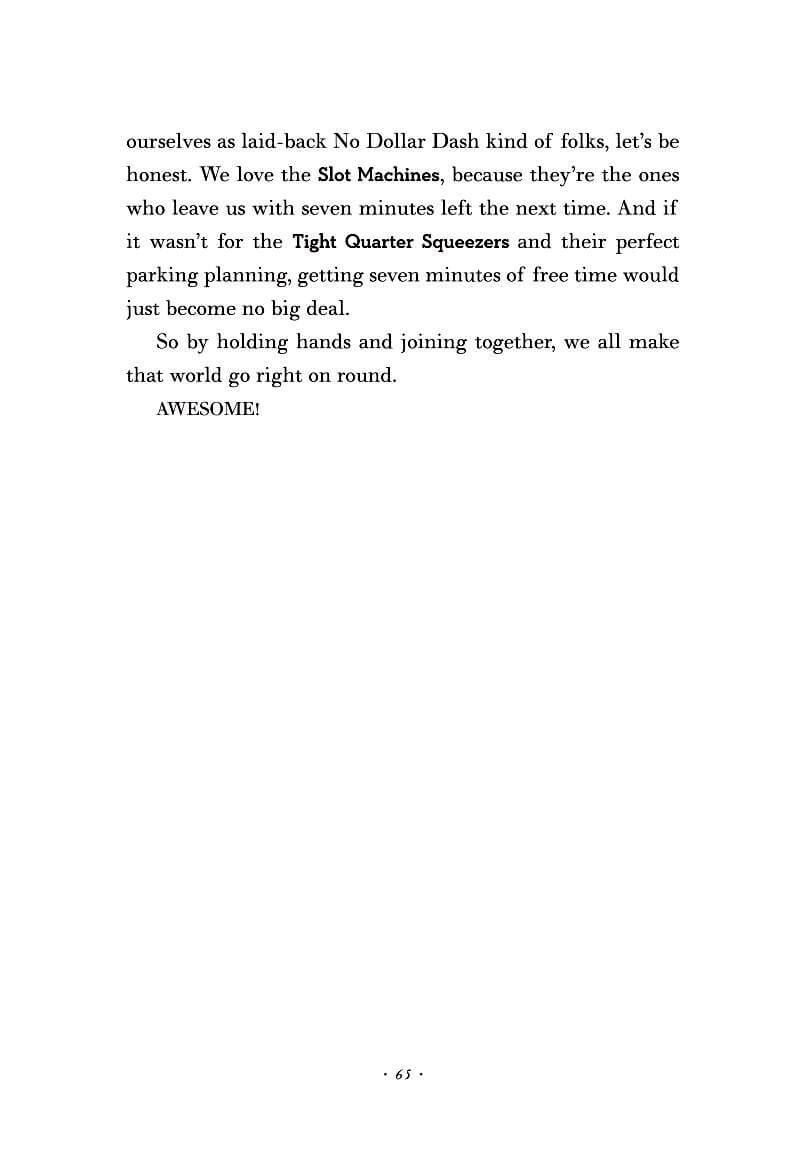 ourselves as laid-back No Dollar Dash kind of folks, let’s be
honest. We love the Slot Machines, because they’re the ones
who leave us with seven minutes left the next time. And if
it wasn’t for the Tight Quarter Squeezers and their perfect
parking planning, getting seven minutes of free time would
just become no big deal.
So by holding hands and joining together, we all make
that world go right on round.
AWESOME!
· 65 ·